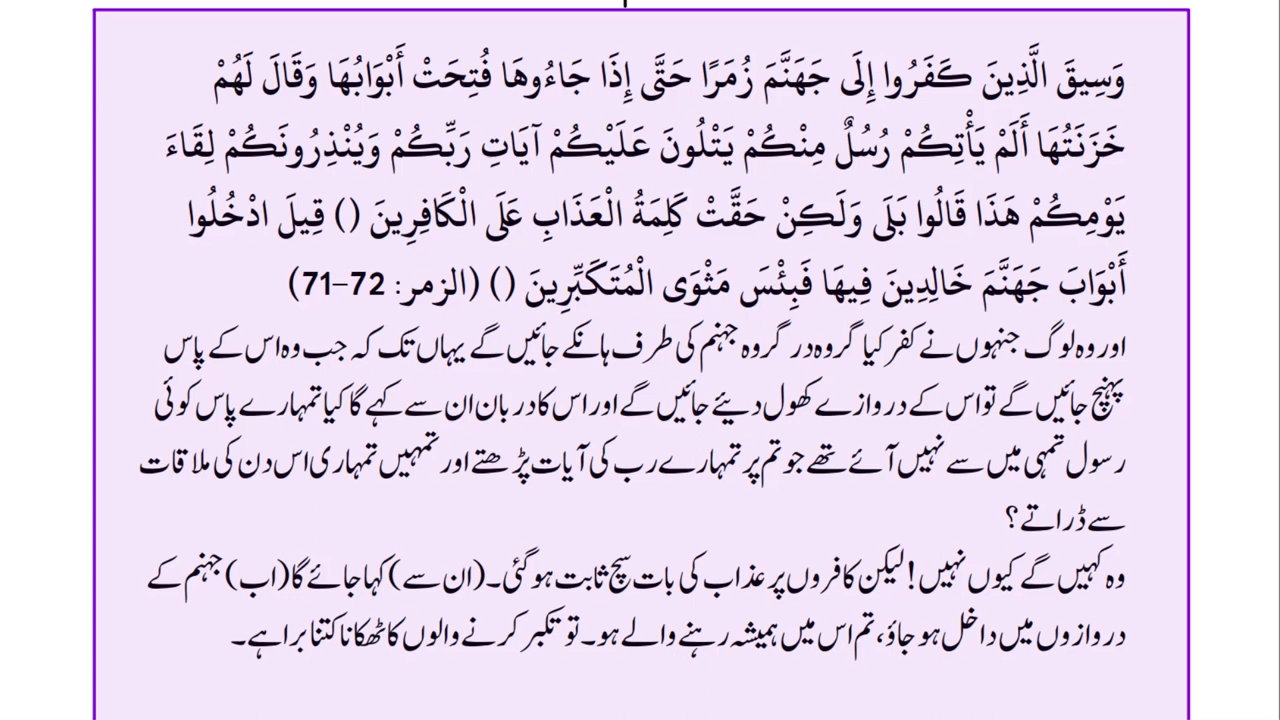 وَسِيقَ الَّذِينَ كَفَرُوا إِلَى جَهَنَّمَ زُمَرًا حَتَّى إِذَا جَاءُوهَا فُتِحَتْ أَبْوَابُهَا وَقَالَ لَهُمْ
خَزَنَتُهَا أَلَمْ يَأْتِكُمْ رُسُلٌ مِنْكُمْ يَتْلُونَ عَلَيْكُمْ آيَاتِ رَبِّكُمْ وَيُنْذِرُونَكُمْ لِقَاءَ
يَوْمِكُمْ هَذَا قَالُوا بَلَى وَلَكِنْ حَقَّتْ كَلِمَةُ الْعَذَابِ عَلَى الْكَافِرِينَ () قِيلَ ادْخُلُوا
أَبْوَابَ جَهَنَّمَ خَالِدِينَ فِيهَا فَبِئْسَ مَثْوَى الْمُتَكَبِّرِينَ () (الزمر: 72–71)
اور وہ لوگ جنہوں نے کفر کیا گروہ در گروہ جہنم کی طرف ہانکے جائیں گے یہاں تک کہ جب وہ اس کے پاس
پہنچ جائیں گے تو اس کے دروازے کھول دیئے جائیں گے اور اس کا دربان ان سے کہے گا کیا تمہارے پاس کوئی
رسول تمہی میں سے نہیں آئے تھے جو تم پر تمہارے رب کی آیات پڑھتے اور تمہیں تمہاری اس دن کی ملاقات
سے ڈراتے؟
وہ کہیں گے کیوں نہیں! لیکن کافروں پر عذاب کی بات سچ ثابت ہو گئی۔ (ان سے) کہا جائے گا (اب) جہنم کے
دروازوں میں داخل ہو جاؤ، تم اس میں ہمیشہ رہنے والے ہو۔ تو تکبر کرنے والوں کا ٹھکانا کتنا برا ہے۔